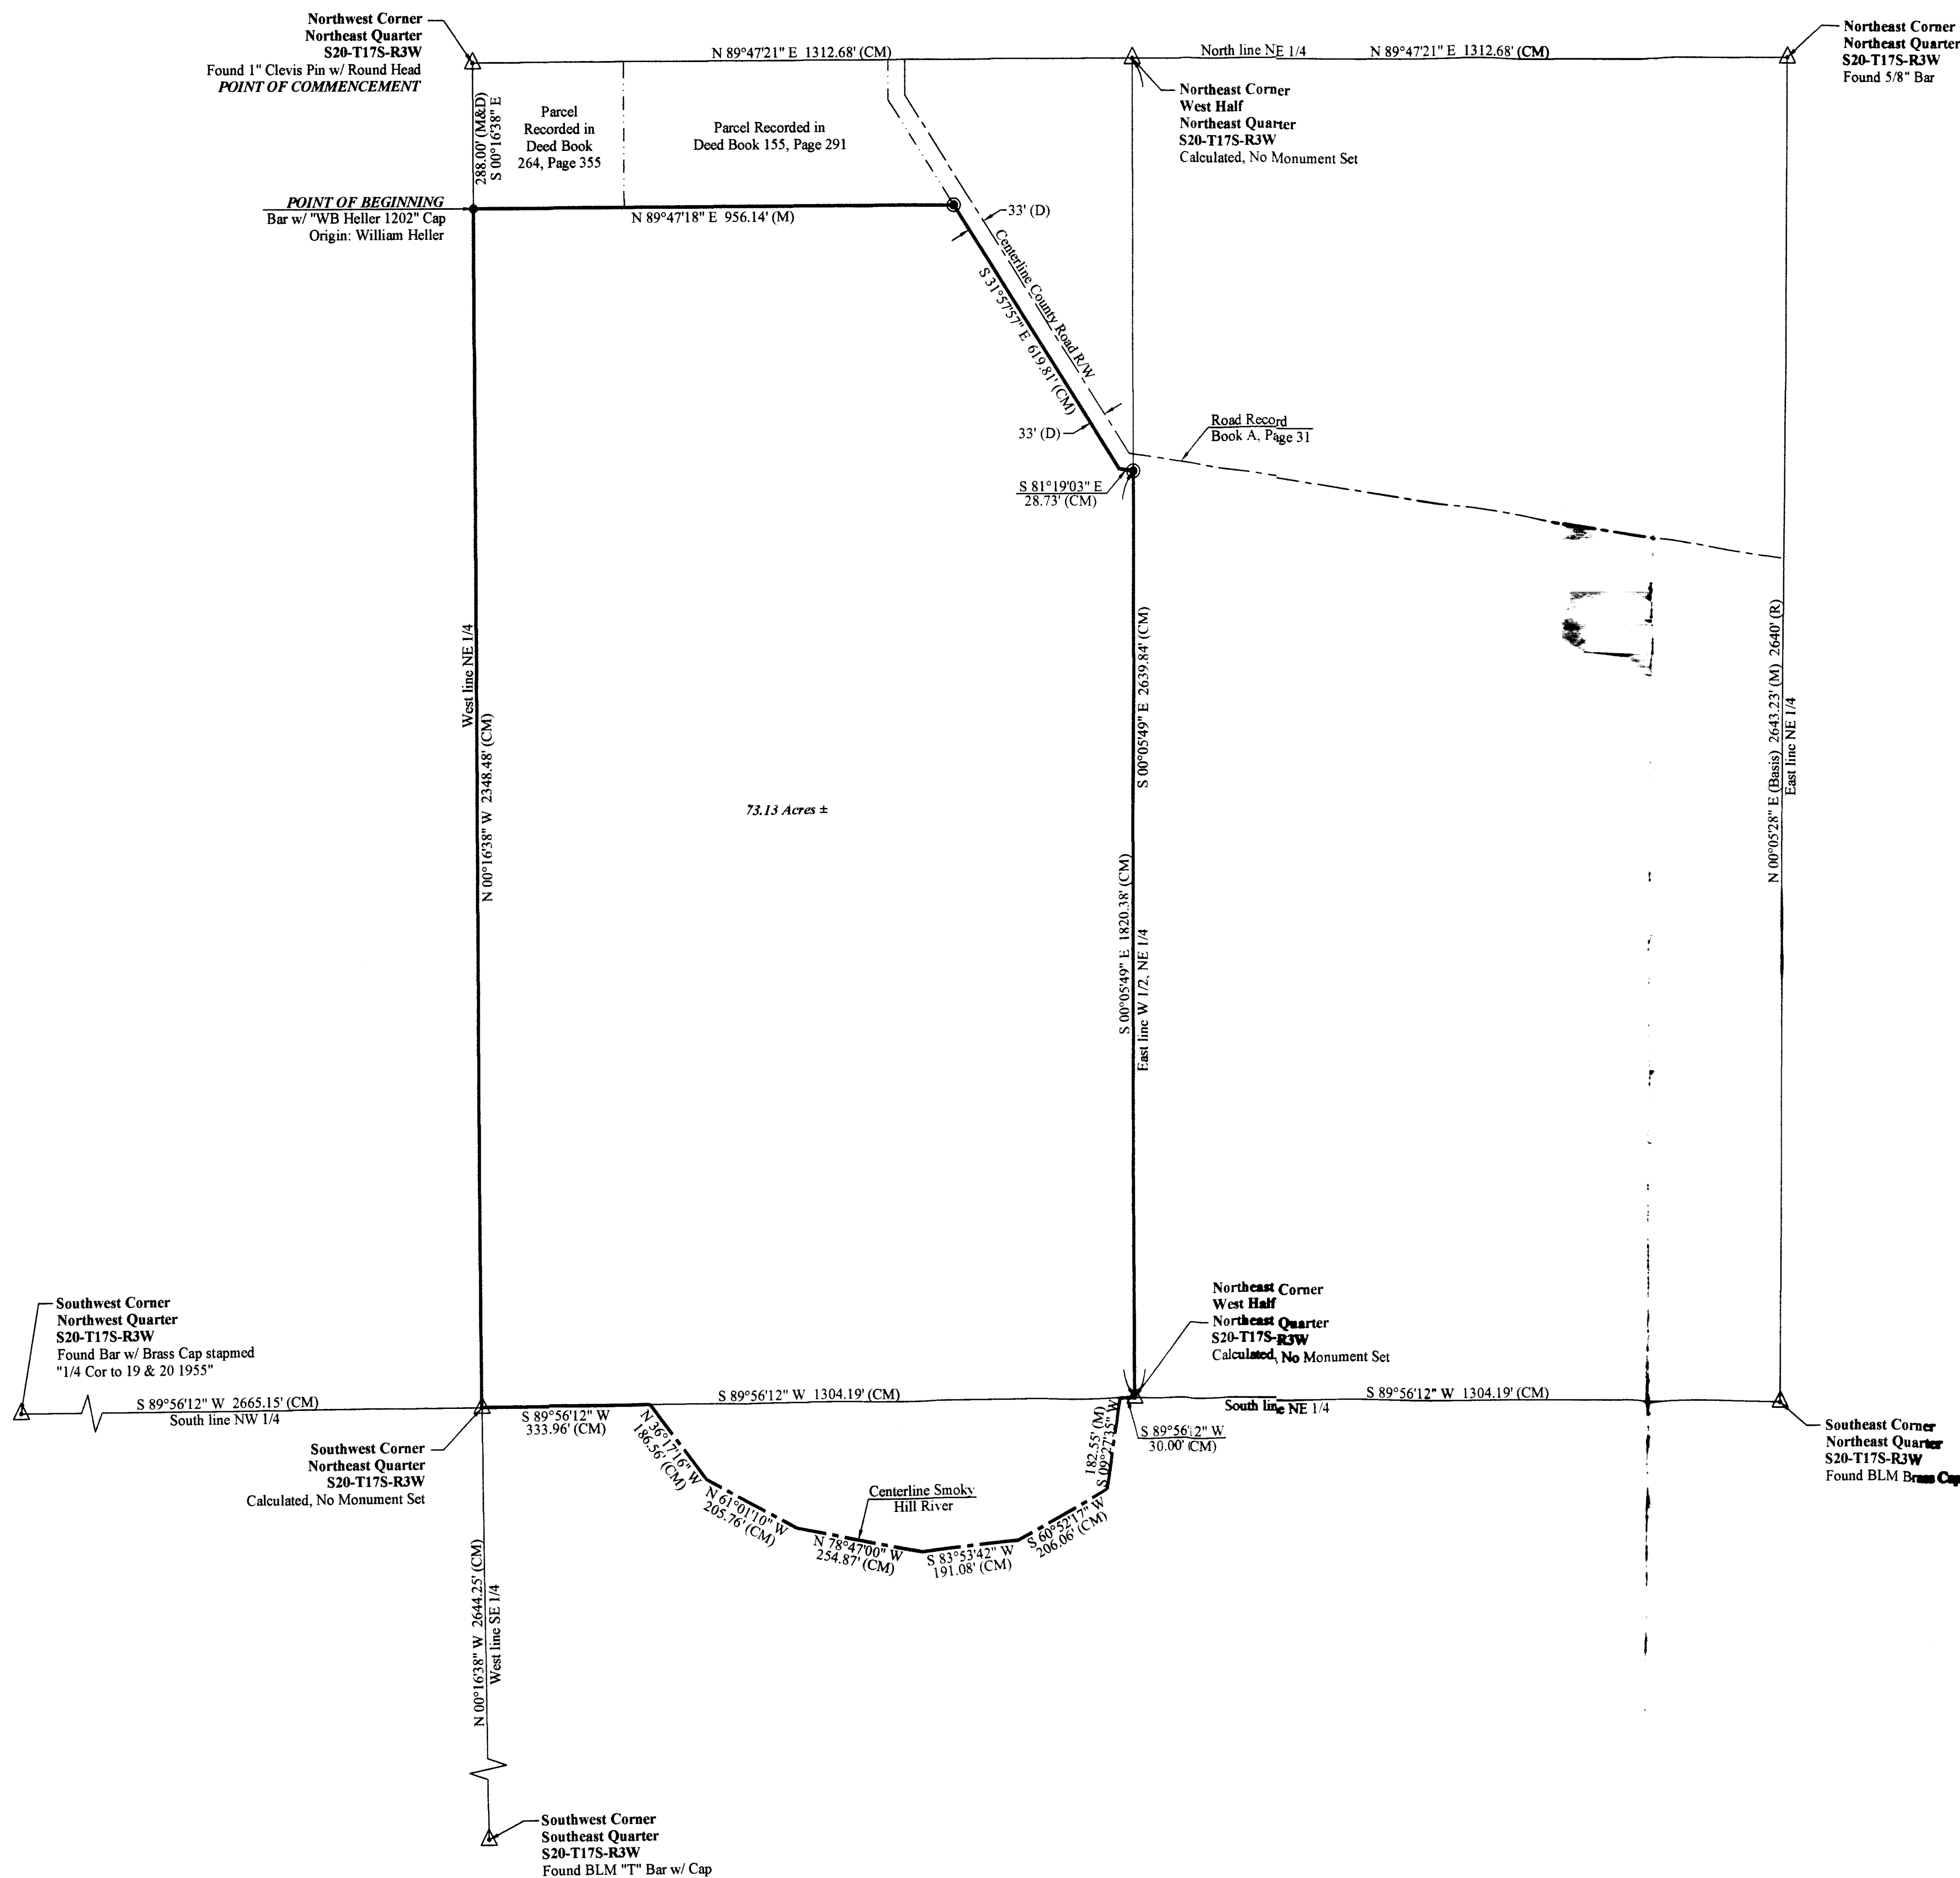 Northwest Corner
Northeast Quarter
S20-T17S-R3W
Found 1" Clevis Pin w/ Round Head
POINT OF COMMENCEMENT
N 89°47'21" E 1312.68' (CM)
North line NE 1/4
N 89°47'21" E 1312.68' (CM)
Northeast Corner
Northeast Quarter
S20-T17S-R3W
Found 5/8" Bar
Northeast Corner
West Half
Northeast Quarter
S20-T17S-R3W
Calculated, No Monument Set
288.00' (M&D)
S 00°16'38" E
Parcel
Recorded in
Deed Book
264, Page 355
Parcel Recorded in
Deed Book 155, Page 291
POINT OF BEGINNING
Bar w/ "WB Heller 1202" Cap
Origin: William Heller
N 89°47'18" E 956.14' (M)
33' (D)
Centerline County Road R/W
S 31°57'57" E 619.81' (CM)
33' (D)
Road Record
Book A, Page 31
S 81°19'03" E
28.73' (CM)
West line NE 1/4
N 00°16'38" W 2348.48' (CM)
S 00°05'49" E 2639.84' (CM)
N 00°05'28" E (Basis) 2643.23' (M) 2640' (R)
East line NE 1/4
73.13 Acres ±
S 00°05'49" E 1820.38' (CM)
East line W 1/2, NE 1/4
Southwest Corner
Northwest Quarter
S20-T17S-R3W
Found Bar w/ Brass Cap stapmed
"1/4 Cor to 19 & 20 1955"
Northeast Corner
West Half
Northeast Quarter
S20-T17S-R3W
Calculated, No Monument Set
S 89°56'12" W 2665.15' (CM)
South line NW 1/4
S 89°56'12" W
333.96' (CM)
S 89°56'12" W 1304.19' (CM)
S 89°56'12" W 1304.19' (CM)
South line NE 1/4
S 89°56'12" W
30.00' (CM)
Southeast Corner
Northeast Quarter
S20-T17S-R3W
Found BLM Brass Cap
Southwest Corner
Northeast Quarter
S20-T17S-R3W
Calculated, No Monument Set
N 36°17'16" W
186.56' (CM)
N 61°01'10" W
205.76' (CM)
N 78°47'00" W
254.87' (CM)
Centerline Smoky
Hill River
S 83°53'42" W
191.08' (CM)
S 60°52'17" W
206.06' (CM)
182.55' (M)
S 09°27'35" W
N 00°16'38" W 2644.25' (CM)
West line SE 1/4
Southwest Corner
Southeast Quarter
S20-T17S-R3W
Found BLM "T" Bar w/ Cap